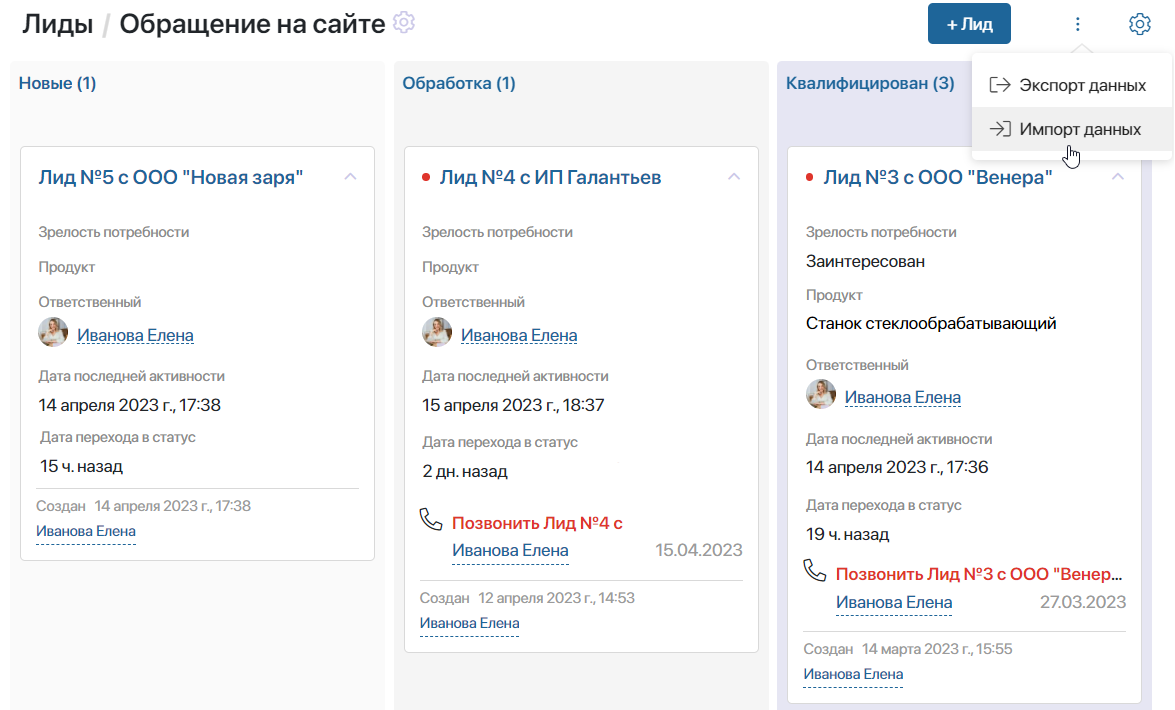 Лиды / Обращение на сайте
+ Лид
Экспорт данных
Импорт данных
Новые (1)
Лид №5 с ООО "Новая заря"
Зрелость потребности
Продукт
Ответственный
Иванова Елена
Дата последней активности
14 апреля 2023 г., 17:38
Дата перехода в статус
15 ч. назад
Создан 14 апреля 2023 г., 17:38
Иванова Елена
Обработка (1)
Лид №4 с ИП Галантьев
Зрелость потребности
Продукт
Ответственный
Иванова Елена
Дата последней активности
15 апреля 2023 г., 18:37
Дата перехода в статус
2 дн. назад
Позвонить Лид №4 с
Иванова Елена 15.04.2023
Создан 12 апреля 2023 г., 14:53
Иванова Елена
Квалифицирован (3)
Лид №3 с ООО "Венера"
Зрелость потребности
Заинтересован
Продукт
Станок стеклообрабатывающий
Ответственный
Иванова Елена
Дата последней активности
14 апреля 2023 г., 17:36
Дата перехода в статус
19 ч. назад
Позвонить Лид №3 с ООО "Венер...
Иванова Елена 27.03.2023
Создан 14 марта 2023 г., 15:55
Иванова Елена